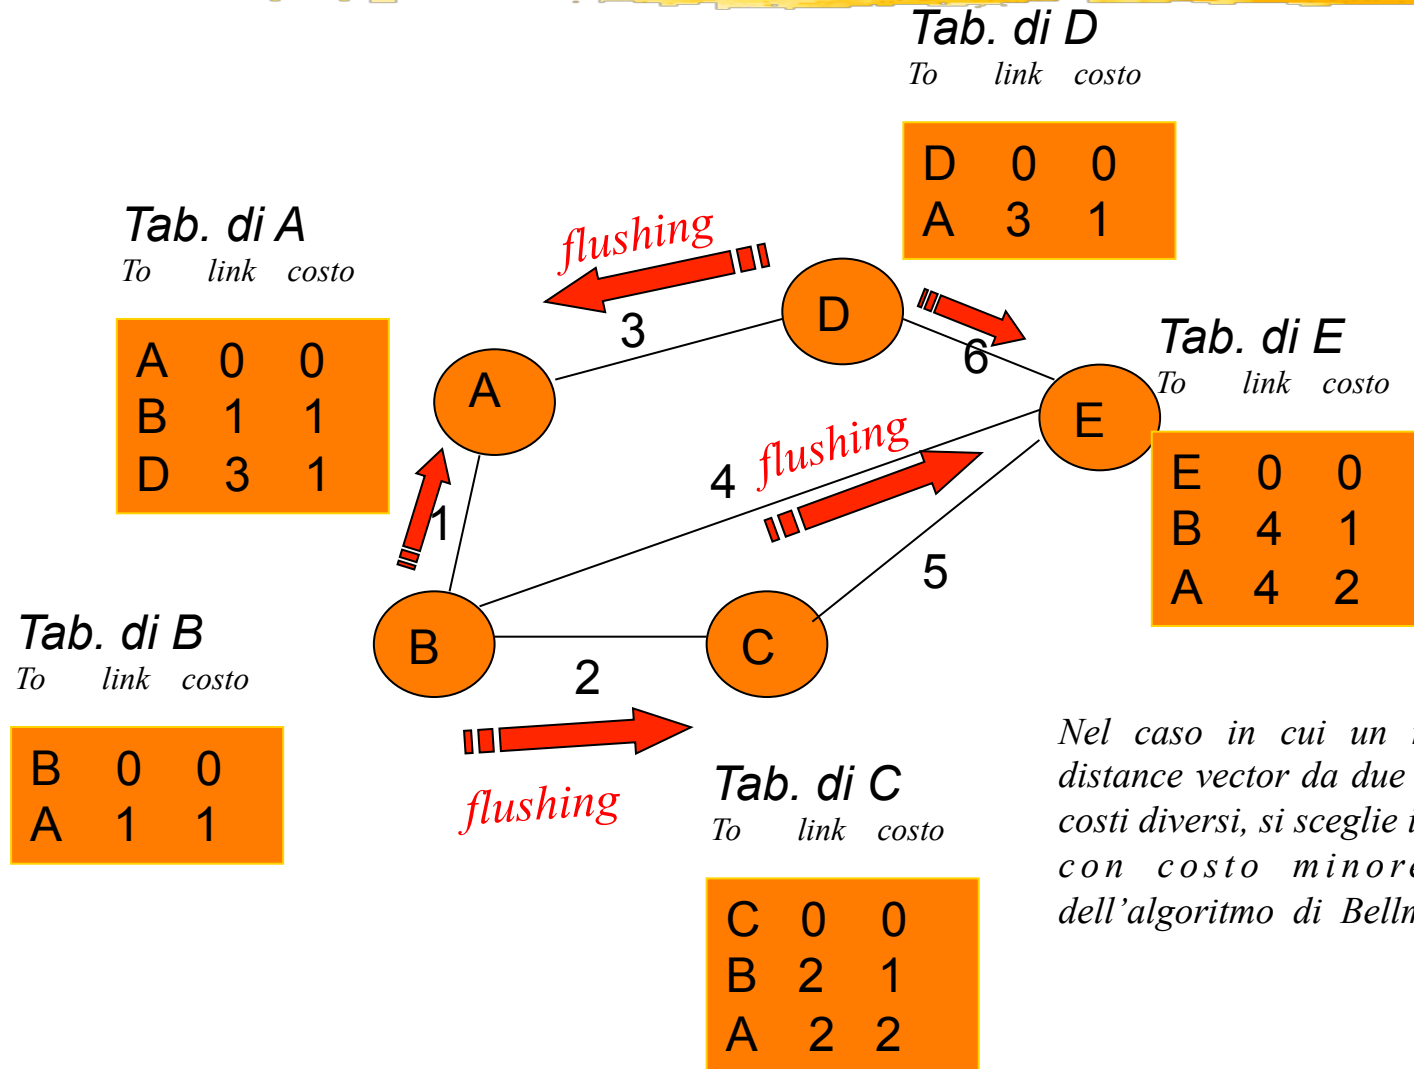 Tab. di D
To link costo
D 0 0
A 3 1
Tab. di A
To link costo
A 0 0
B 1 1
D 3 1
flushing
3
D
6
A
Tab. di E
To link costo
E
E 0 0
B 4 1
A 4 2
4
flushing
1
5
B
2
C
Tab. di B
To link costo
B 0 0
A 1 1
flushing
Tab. di C
To link costo
C 0 0
B 2 1
A 2 2
Nel caso in cui un
distance vector da due
costi diversi, si sceglie
con costo minore
dell'algoritmo di